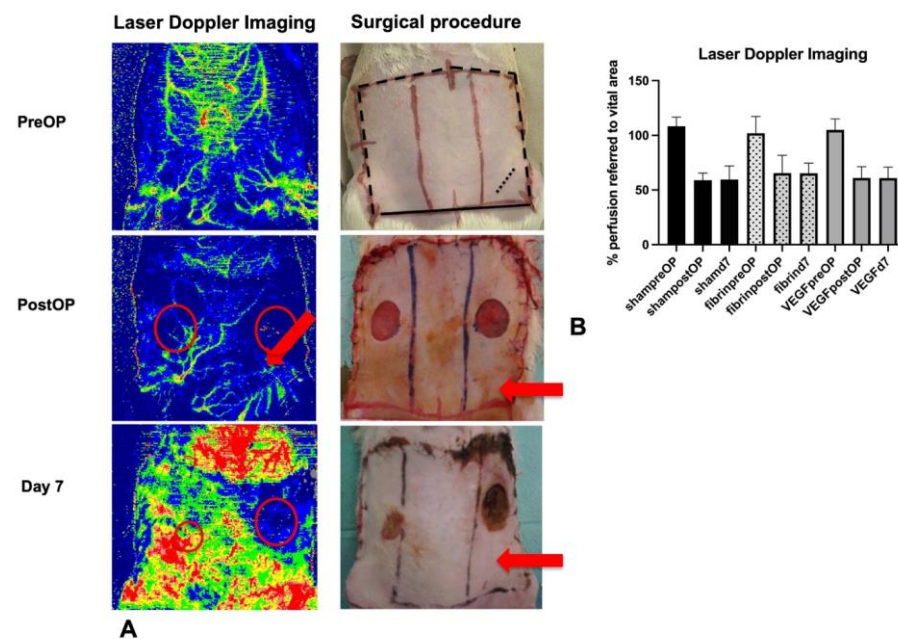 Laser Doppler Imaging
Surgical procedure
PreOP
PostOP
Day 7
A
Laser Doppler Imaging
% perfusion referred to vital area
150
100
50
0
shampreOP
shampostOP
shamd7
fibrinpreOP
fibrinpostOP
fibrind7
VEGFpreOP
VEGFpostOP
VEGFd7
B